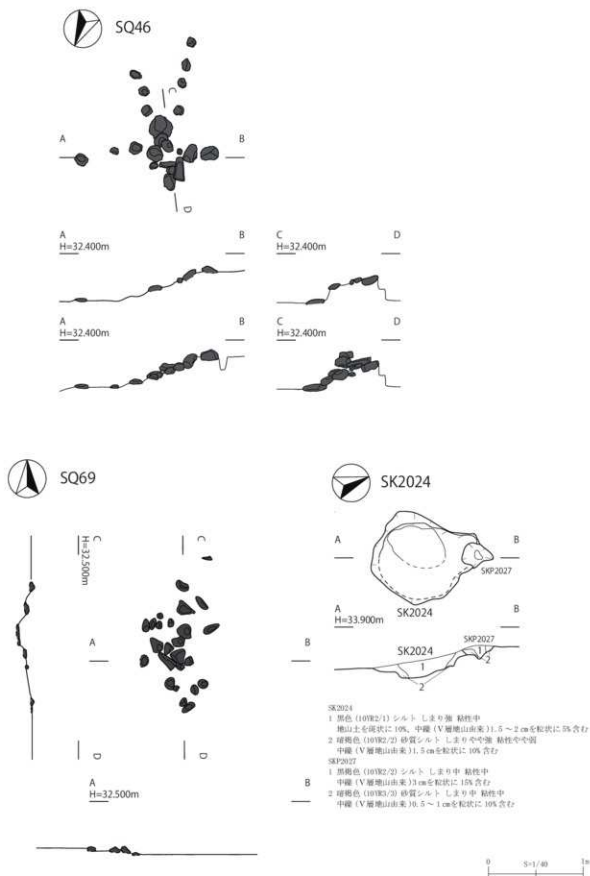 SQ46
C
A
B
D
A
B
H=32.400m
C
D
H=32.400m
A
B
H=32.400m
C
D
H=32.400m
SQ69
C
H=32.500m
C
A
B
D
D
A
B
H=32.500m
SK2024
A
B
SKP2027
SK2024
A
B
H=33.900m
SKP2027
SK2024
1
1
2
2
SK2024
1 黒色 (10YR2/1) シルト しまり強 粘性中
地山土を斑状に 10%、中礫 (Ⅴ層地山由来) 1.5 ～ 2 ㎝を粒状に 5% 含む
2 暗褐色 (10YR2/2) 砂質シルト しまりやや強 粘性やや弱
中礫 (Ⅴ層地山由来) 1.5 ㎝を粒状に 10% 含む
SKP2027
1 黒褐色 (10YR2/2) シルト しまり中 粘性中
中礫 (Ⅴ層地山由来) 3 ㎝を粒状に 15% 含む
2 暗褐色 (10YR3/3) 砂質シルト しまり中 粘性中
中礫 (Ⅴ層地山由来) 0.5 ～ 1 ㎝を粒状に 10% 含む
0 S=1/40 1m